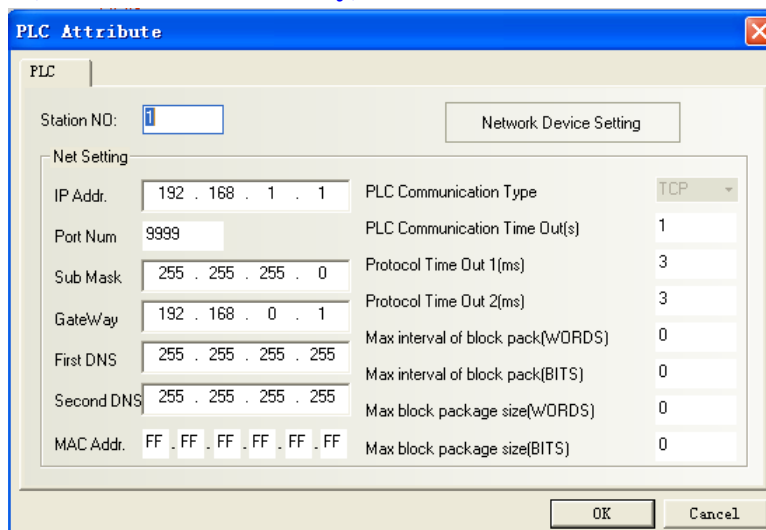 PLC Attribute
PLC
Station NO: 1
Network Device Setting
Net Setting
IP Addr. 192 . 168 . 1 . 1
PLC Communication Type TCP
Port Num 9999
PLC Communication Time Out(s) 1
Sub Mask 255 . 255 . 255 . 0
Protocol Time Out 1(ms) 3
GateWay 192 . 168 . 0 . 1
Protocol Time Out 2(ms) 3
First DNS 255 . 255 . 255 . 255
Max interval of block pack(WORDS) 0
Max interval of block pack(BITS) 0
Second DNS 255 . 255 . 255 . 255
Max block package size(WORDS) 0
MAC Addr. FF . FF . FF . FF . FF . FF
Max block package size(BITS) 0
OK
Cancel